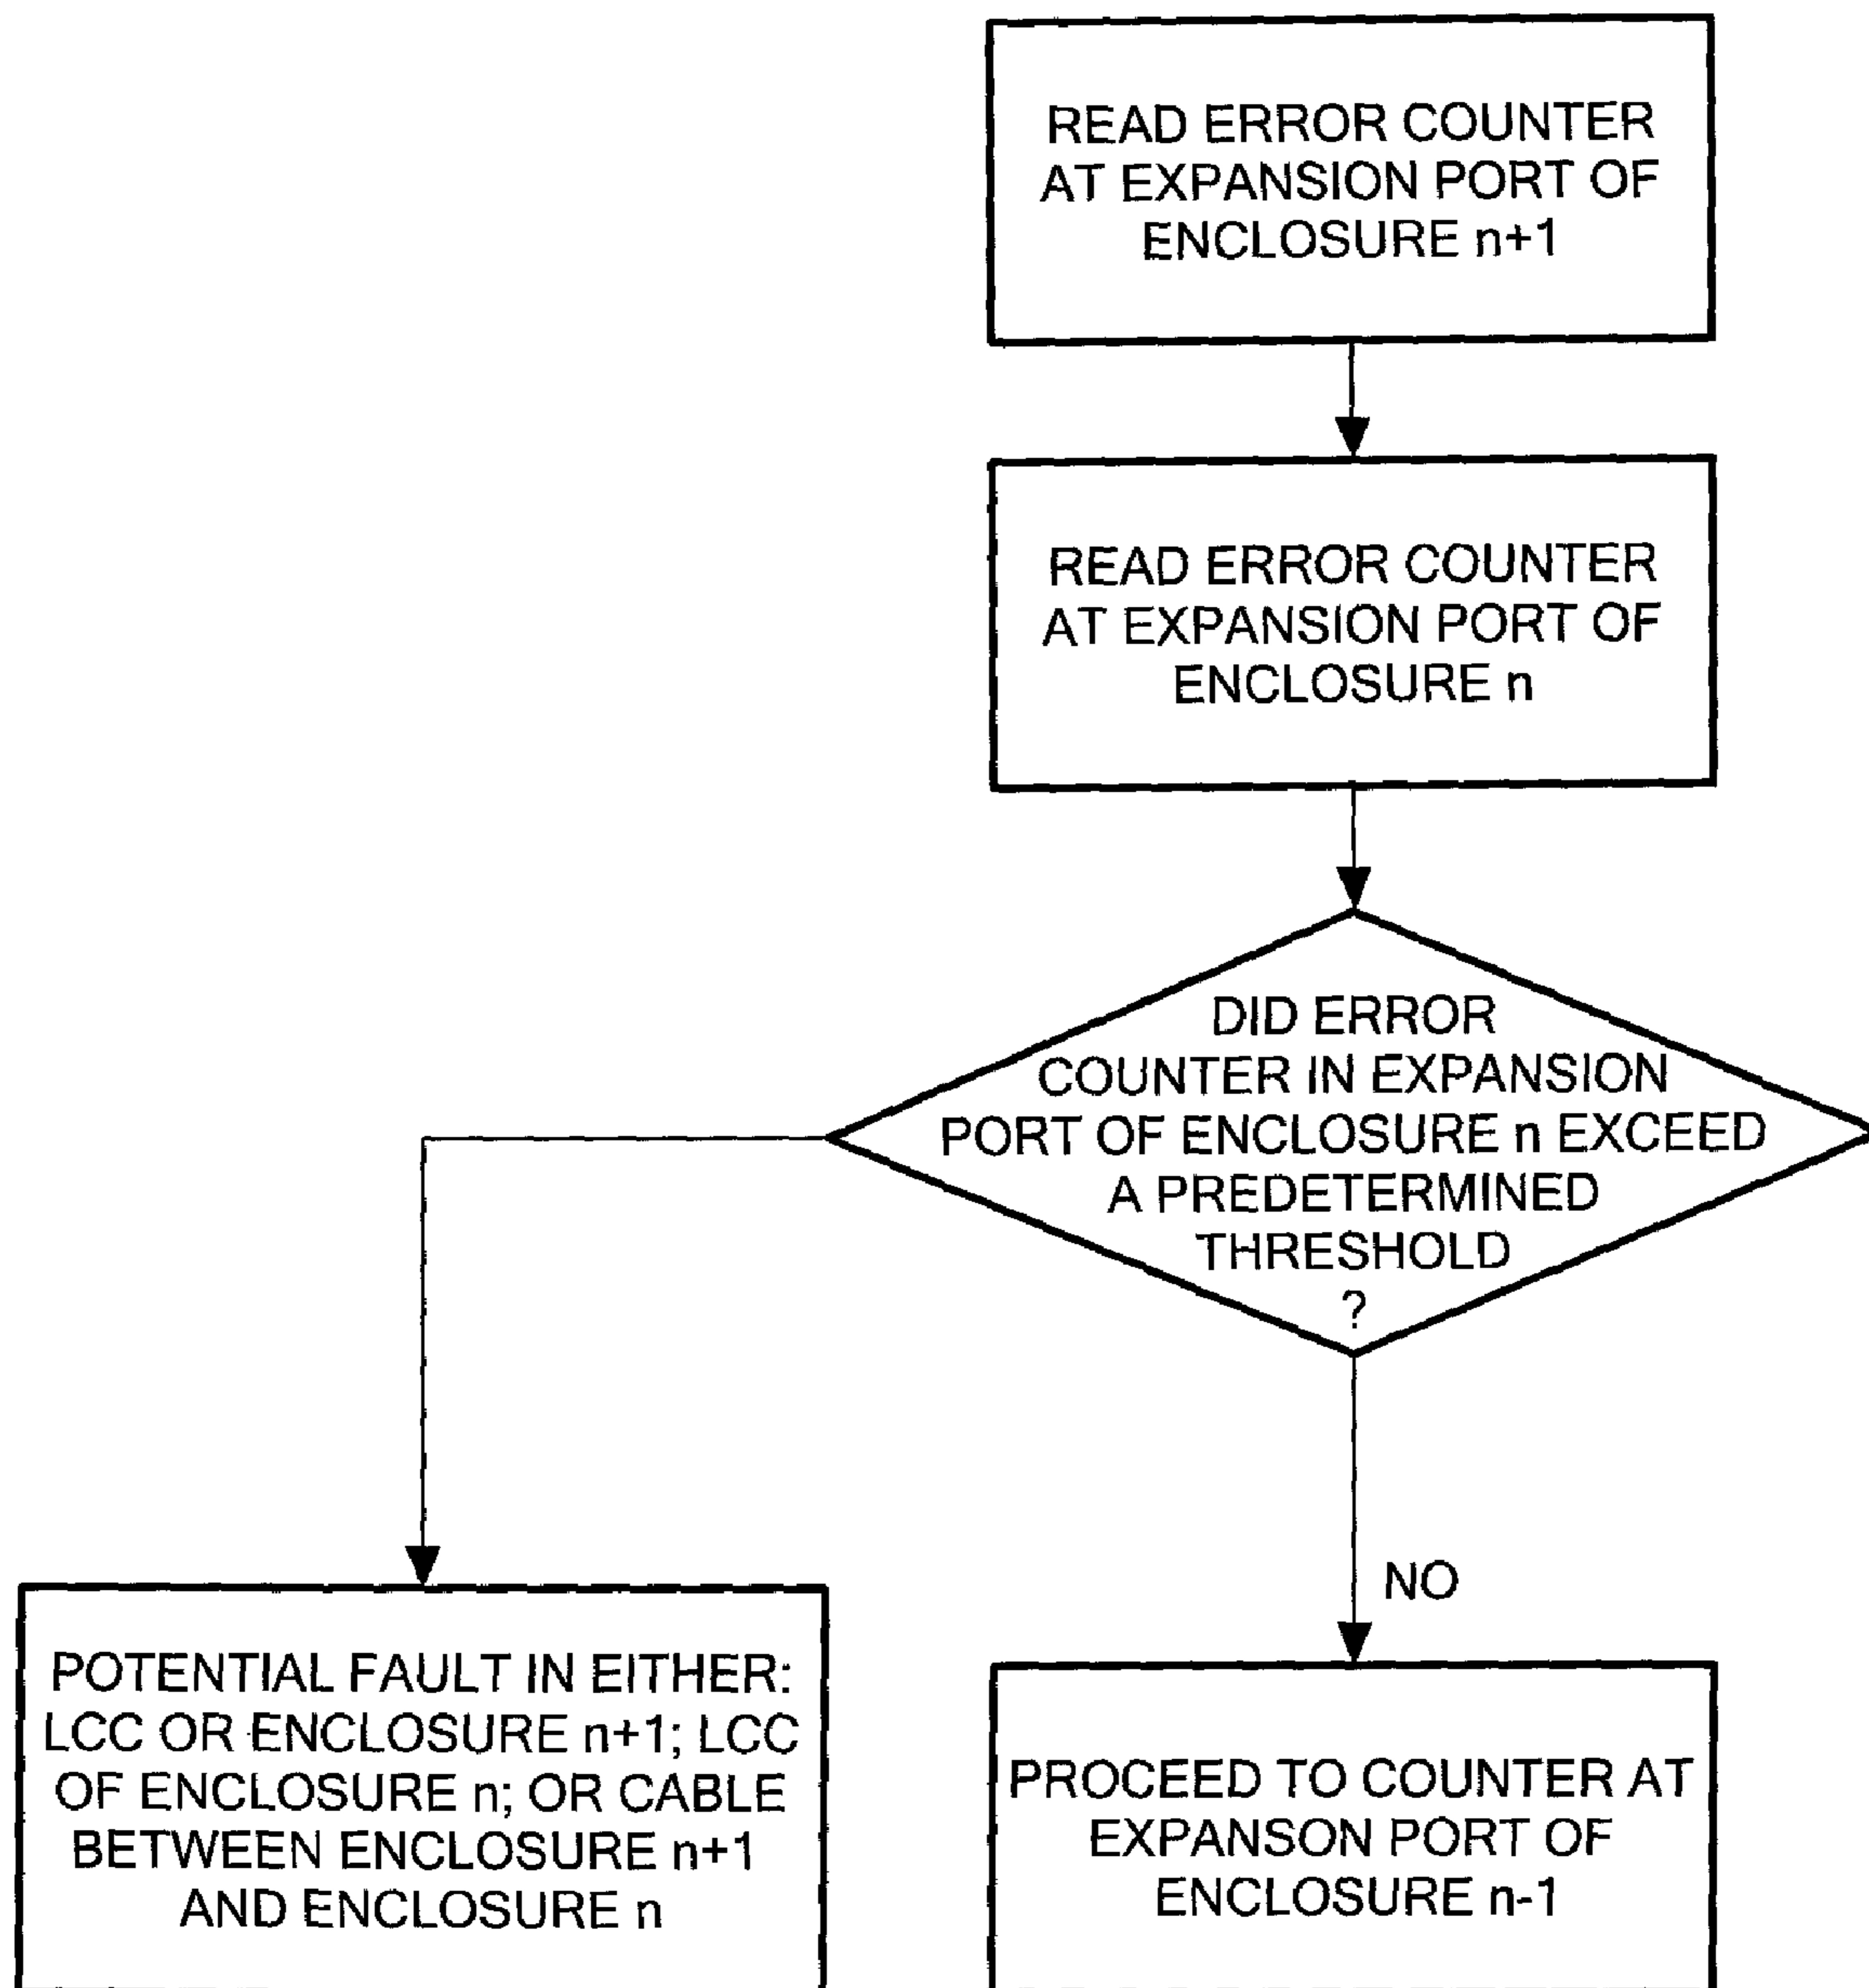 READ ERROR COUNTER
AT EXPANSION PORT OF
ENCLOSURE n+1
READ ERROR COUNTER
AT EXPANSION PORT OF
ENCLOSURE n
DID ERROR
COUNTER IN EXPANSION
PORT OF ENCLOSURE n EXCEED
A PREDETERMINED
THRESHOLD
?
NO
POTENTIAL FAULT IN EITHER:
LCC OR ENCLOSURE n+1; LCC
OF ENCLOSURE n; OR CABLE
BETWEEN ENCLOSURE n+1
AND ENCLOSURE n
PROCEED TO COUNTER AT
EXPANSON PORT OF
ENCLOSURE n-1